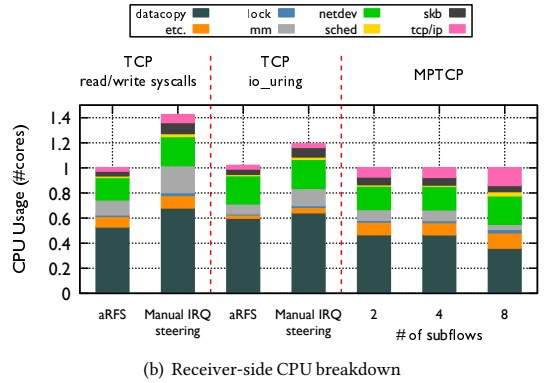 datacopy lock netdev skb
etc. mm sched tcp/ip
TCP TCP MPTCP
read/write syscalls io_uring
1.4
1.2
1
0.8
0.6
0.4
0.2
0
CPU Usage (#cores)
aRFS Manual IRQ aRFS Manual IRQ 2 4 8
steering steering # of subflows
(b) Receiver-side CPU breakdown